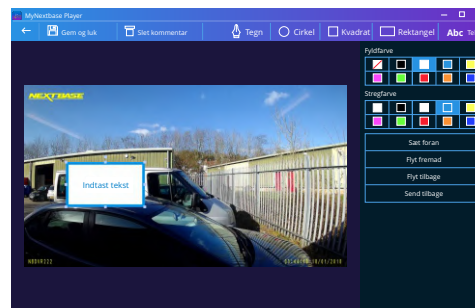 MyNextbase Player
Gem og luk
Slet kommentar
Tegn
Cirkel
Kvadrat
Rektangel
Abc
Fyldfarve
NEXTBASE
Stregfarve
Indtast tekst
Sæt foran
Flyt fremad
Flyt tilbage
Send tilbage